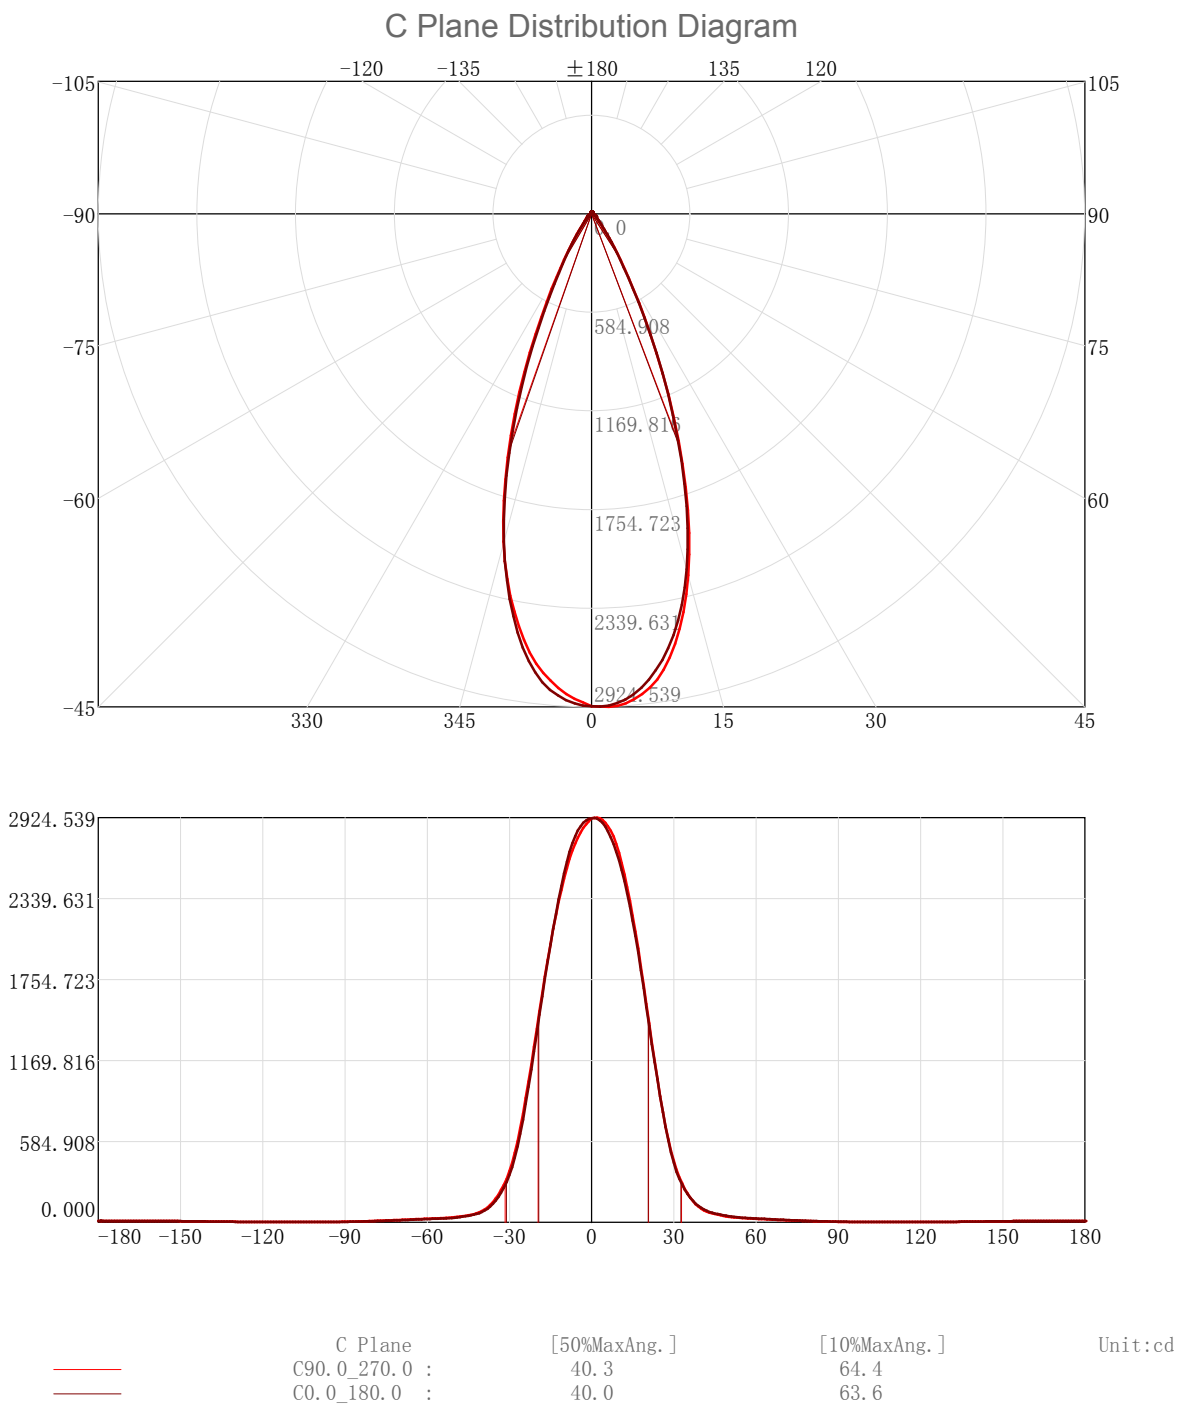 C Plane Distribution Diagram
-120 -135 ±180 135 120
-105 105
-90 90
0
584.908
-75 75
1169.816
-60 60
1754.723
2339.631
2924.539
-45
330 345 0 15 30 45
2924.539
2339.631
1754.723
1169.816
584.908
0.000
-180 -150 -120 -90 -60 -30 0 30 60 90 120 150 180
C Plane [50%MaxAng.] [10%MaxAng.] Unit:cd
C90.0_270.0 : 40.3 64.4
C0.0_180.0 : 40.0 63.6